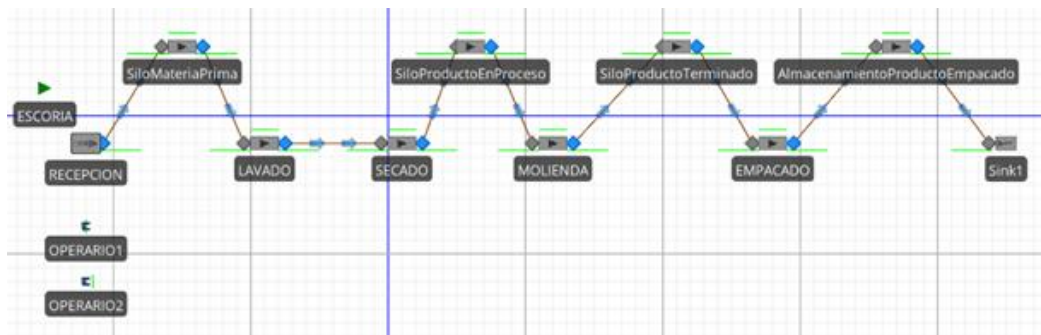 SiloMateriaPrima
SiloProductoEnProceso
SiloProductoTerminado
AlmacenamientoProductoEmpacado
ESCORIA
RECEPCION
LAVADO
SECADO
MOLIENDA
EMPACADO
Sink1
OPERARIO1
OPERARIO2